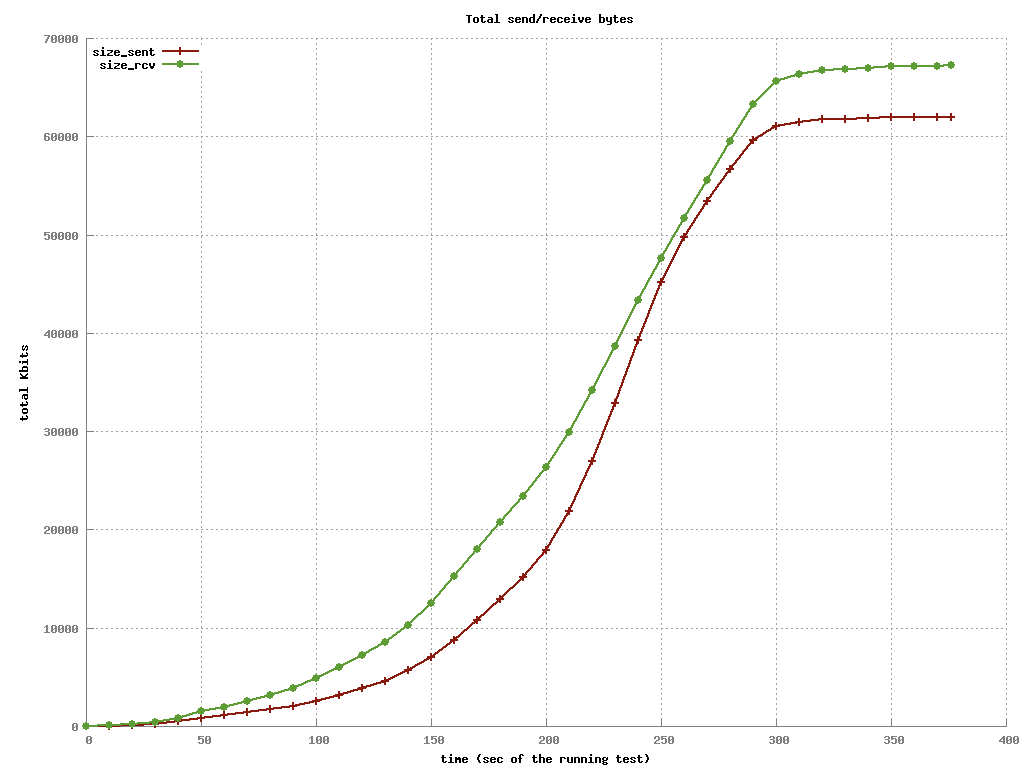 Total send/receive bytes
70000
size_sent
size_rcv
60000
50000
40000
total Kbits
30000
20000
10000
0
0 50 100 150 200 250 300 350 400
time (sec of the running test)